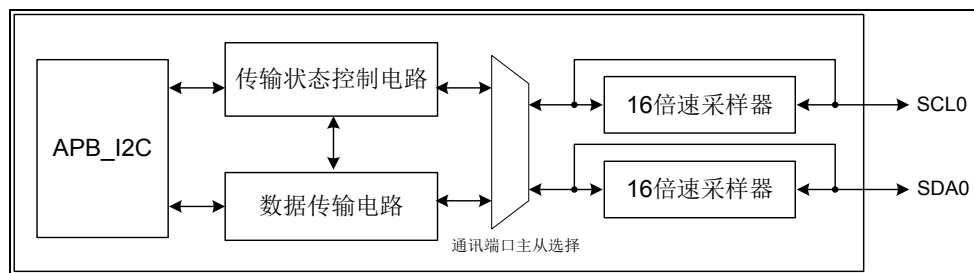 APB_I2C
传输状态控制电路
数据传输电路
通讯端口主从选择
16倍速采样器
SCL0
16倍速采样器
SDA0